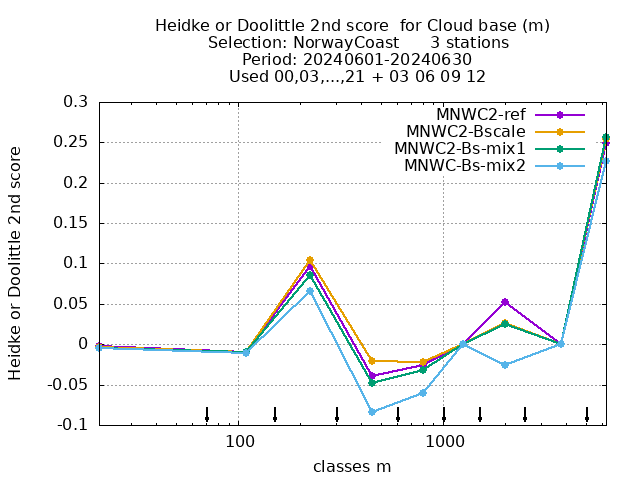 Heidke or Doolittle 2nd score  for Cloud base (m)
Selection: NorwayCoast      3 stations
Period: 20240601-20240630
Used 00,03,...,21 + 03 06 09 12
0.3
0.25
0.2
0.15
0.1
0.05
0
-0.05
-0.1
Heidke or Doolittle 2nd score
MNWC2-ref
MNWC2-Bscale
MNWC2-Bs-mix1
MNWC-Bs-mix2
100
1000
classes m